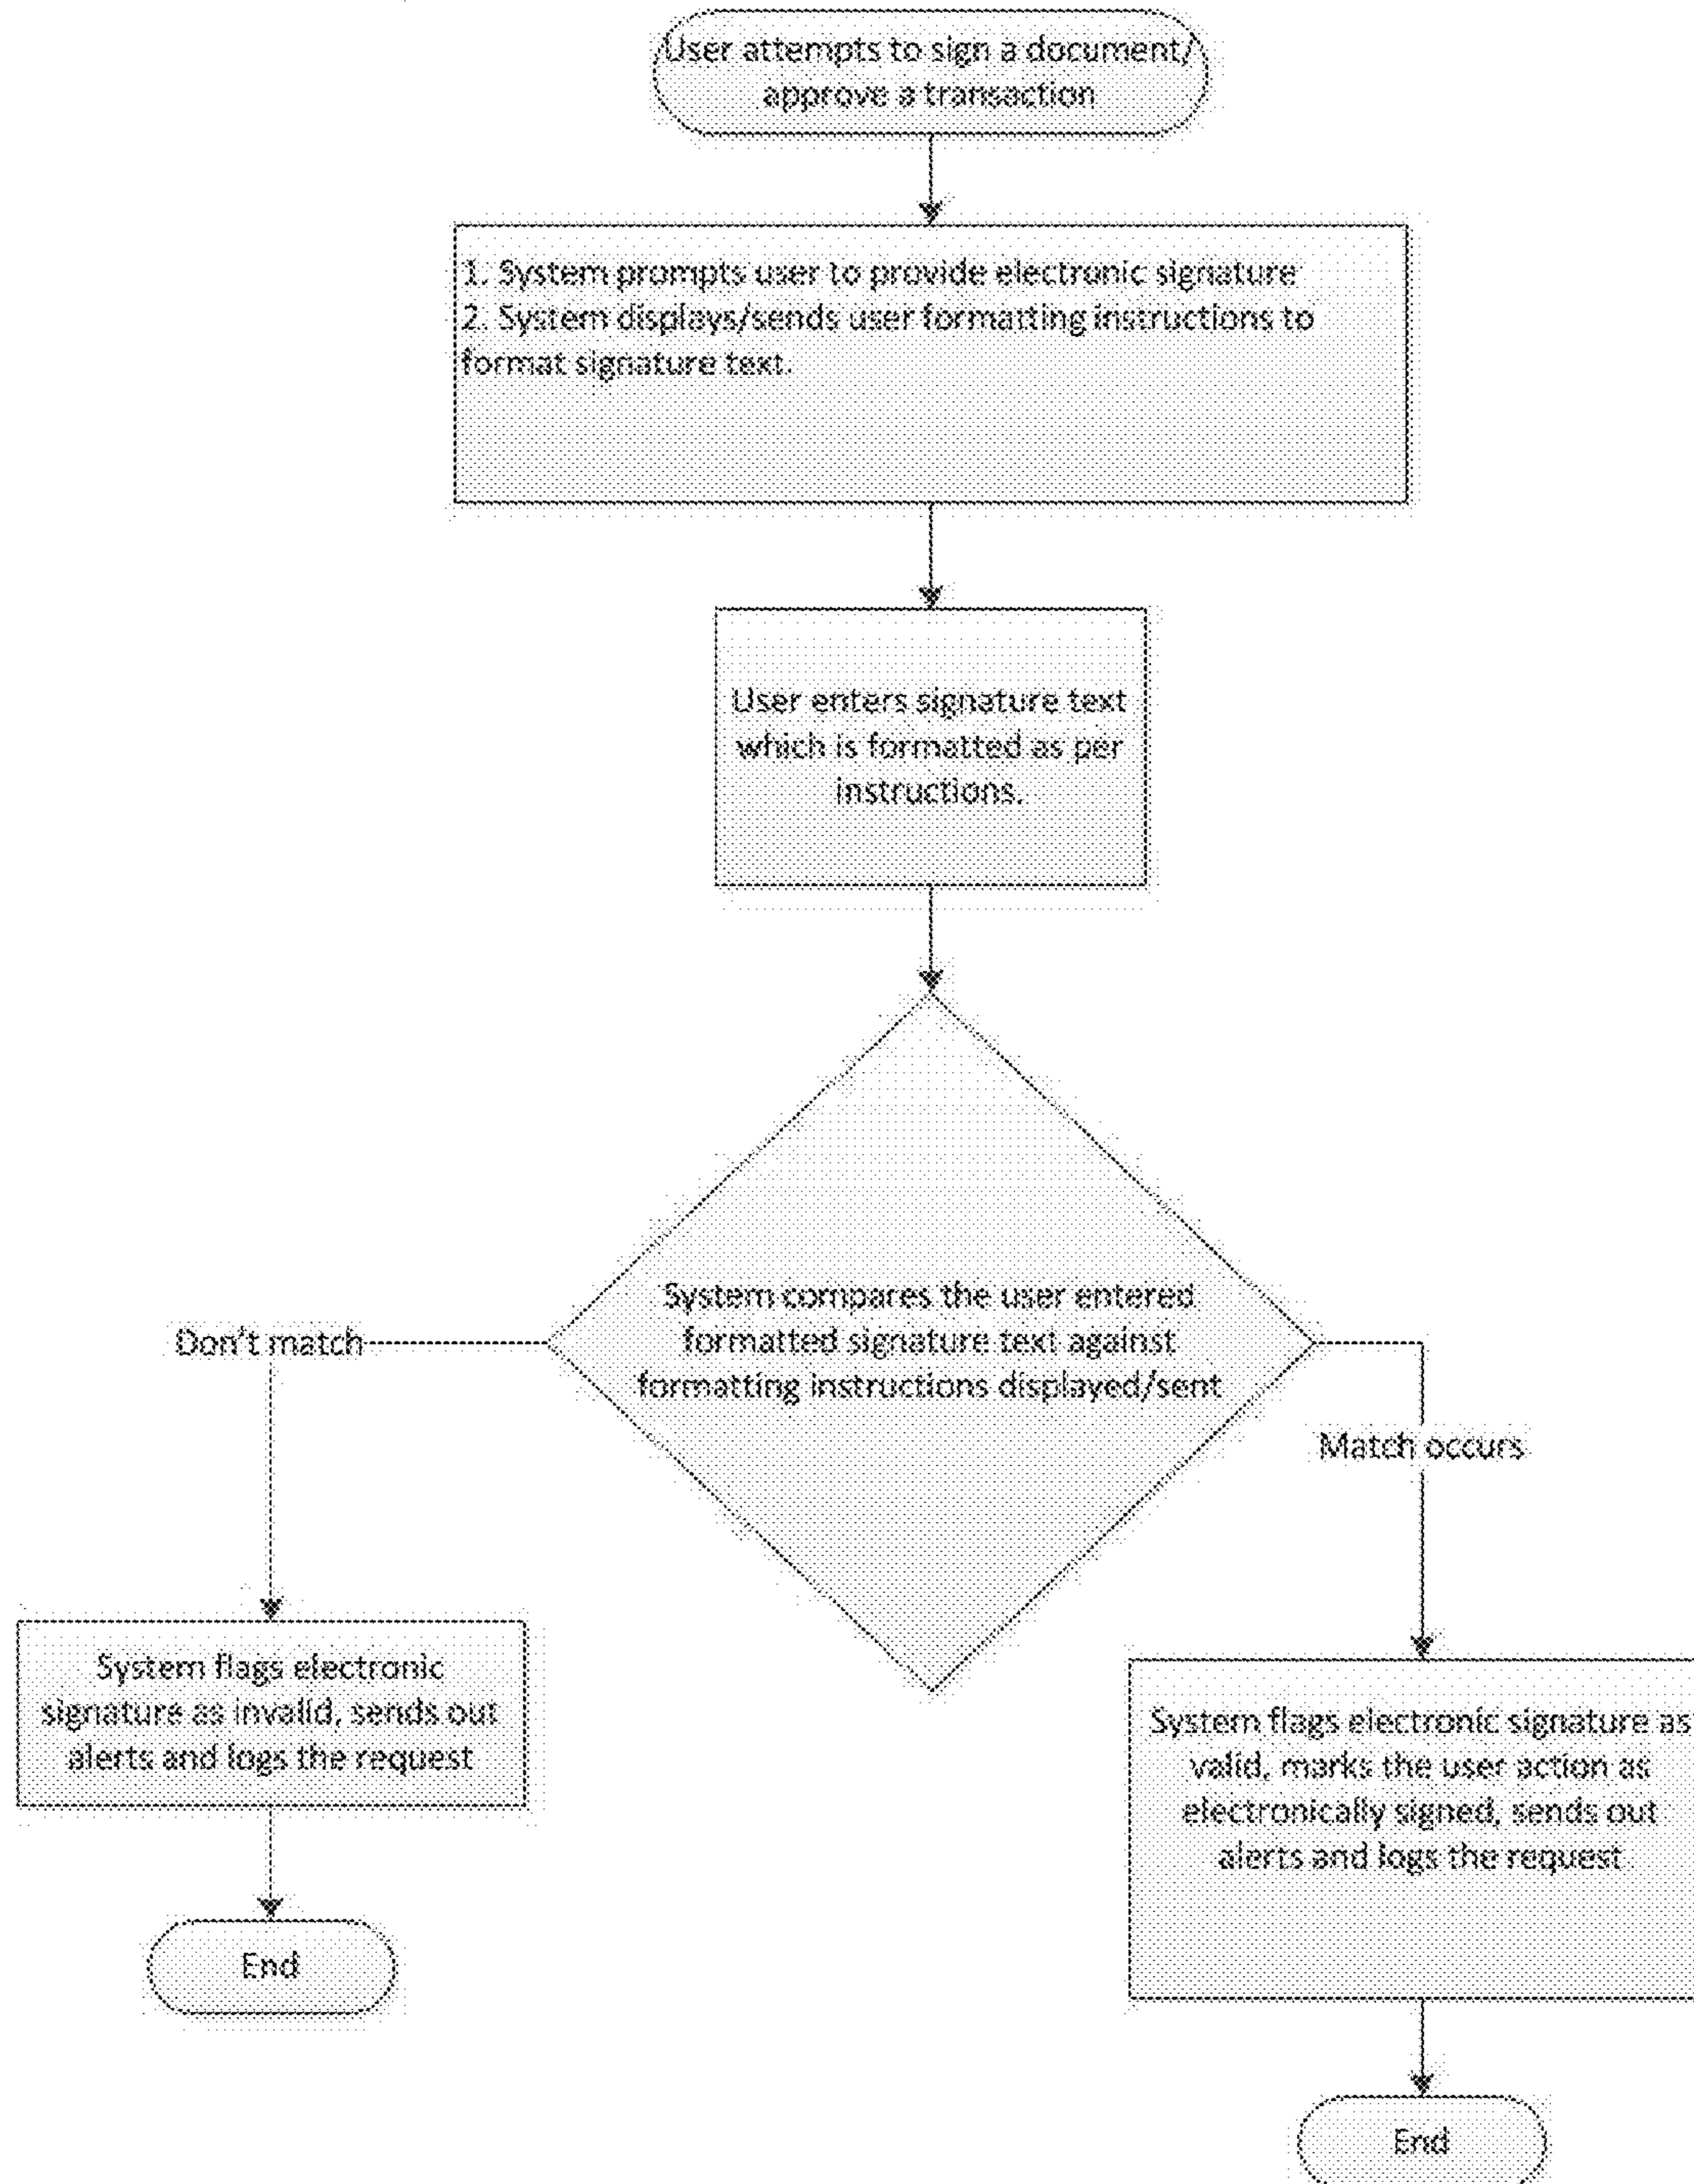 User attempts to sign a document/
approve a transaction
1. System prompts user to provide electronic signature
2. System displays/sends user formatting instructions to
format signature text.
User enters signature text
which is formatted as per
instructions.
System compares the user entered
formatted signature text against
formatting instructions displayed/sent
Don't match
Match occurs
System flags electronic
signature as invalid, sends out
alerts and logs the request
System flags electronic signature as
valid, marks the user action as
electronically signed, sends out
alerts and logs the request
End
End